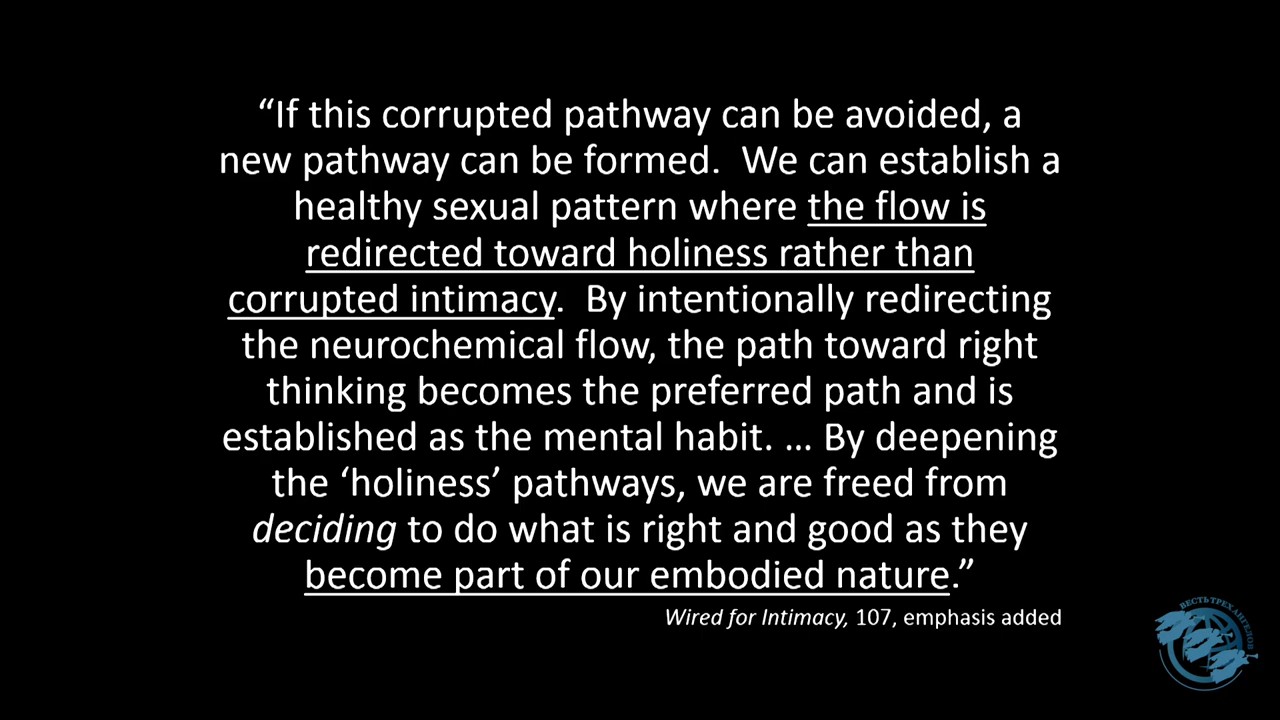 “If this corrupted pathway can be avoided, a
new pathway can be formed.  We can establish a
healthy sexual pattern where the flow is
redirected toward holiness rather than
corrupted intimacy.  By intentionally redirecting
the neurochemical flow, the path toward right
thinking becomes the preferred path and is
established as the mental habit. … By deepening
the ‘holiness’ pathways, we are freed from
deciding to do what is right and good as they
become part of our embodied nature.”
Wired for Intimacy, 107, emphasis added
ВЕСТЬ ТРЕХ АНГЕЛОВ